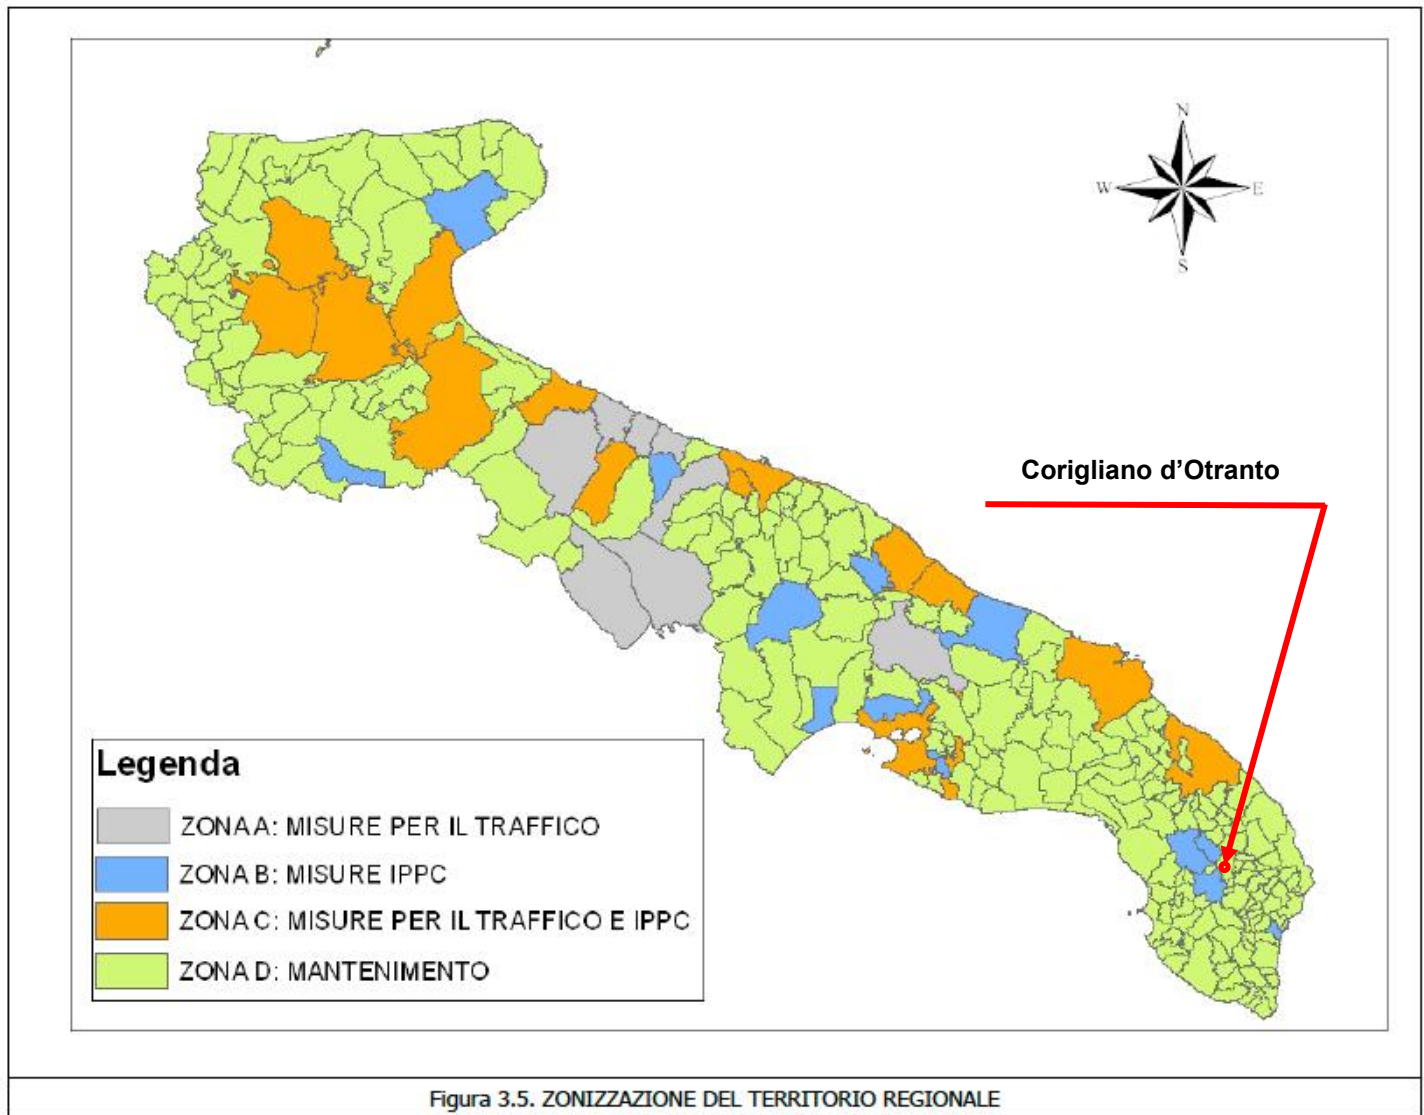 N
W E
S
Corigliano d’Otranto
Legenda
ZONA A: MISURE PER IL TRAFFICO
ZONA B: MISURE IPPC
ZONA C: MISURE PER IL TRAFFICO E IPPC
ZONA D: MANTENIMENTO
Figura 3.5. ZONIZZAZIONE DEL TERRITORIO REGIONALE